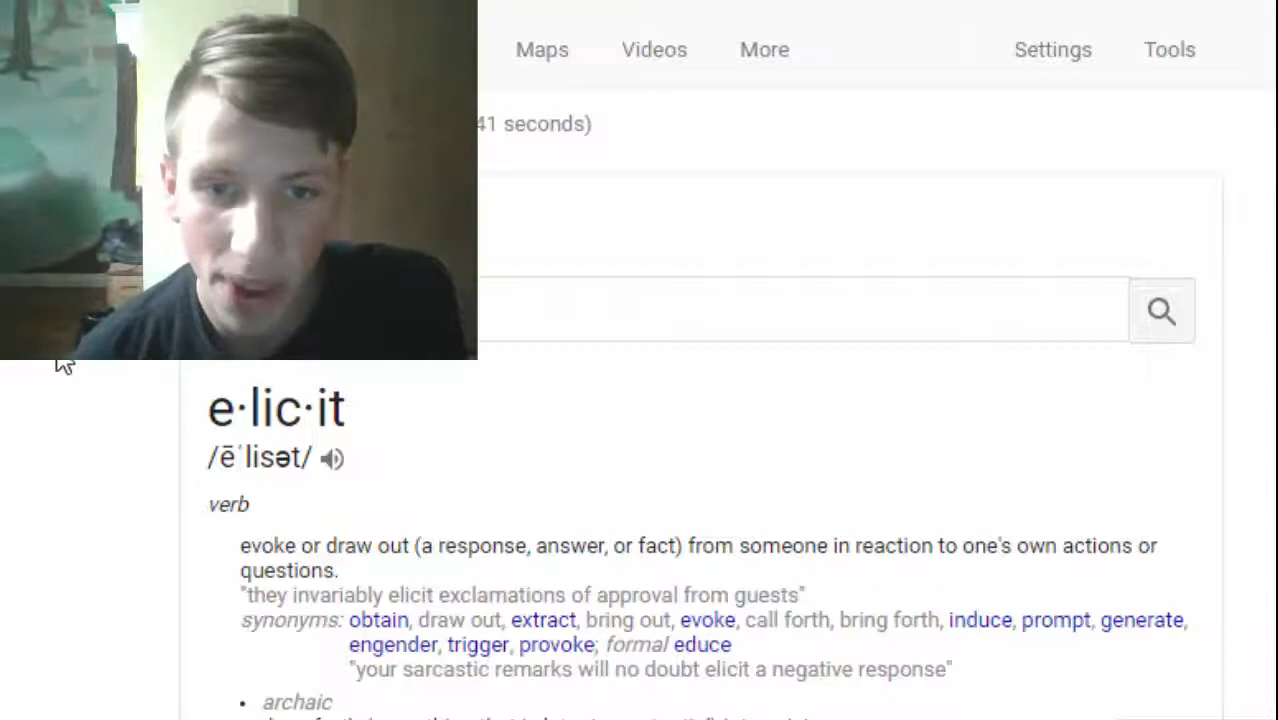 Maps Videos More Settings Tools
41 seconds)
e·lic·it
/ēˈlisət/
verb
evoke or draw out (a response, answer, or fact) from someone in reaction to one's own actions or
questions.
"they invariably elicit exclamations of approval from guests"
synonyms: obtain, draw out, extract, bring out, evoke, call forth, bring forth, induce, prompt, generate,
engender, trigger, provoke; formal educe
"your sarcastic remarks will no doubt elicit a negative response"
• archaic